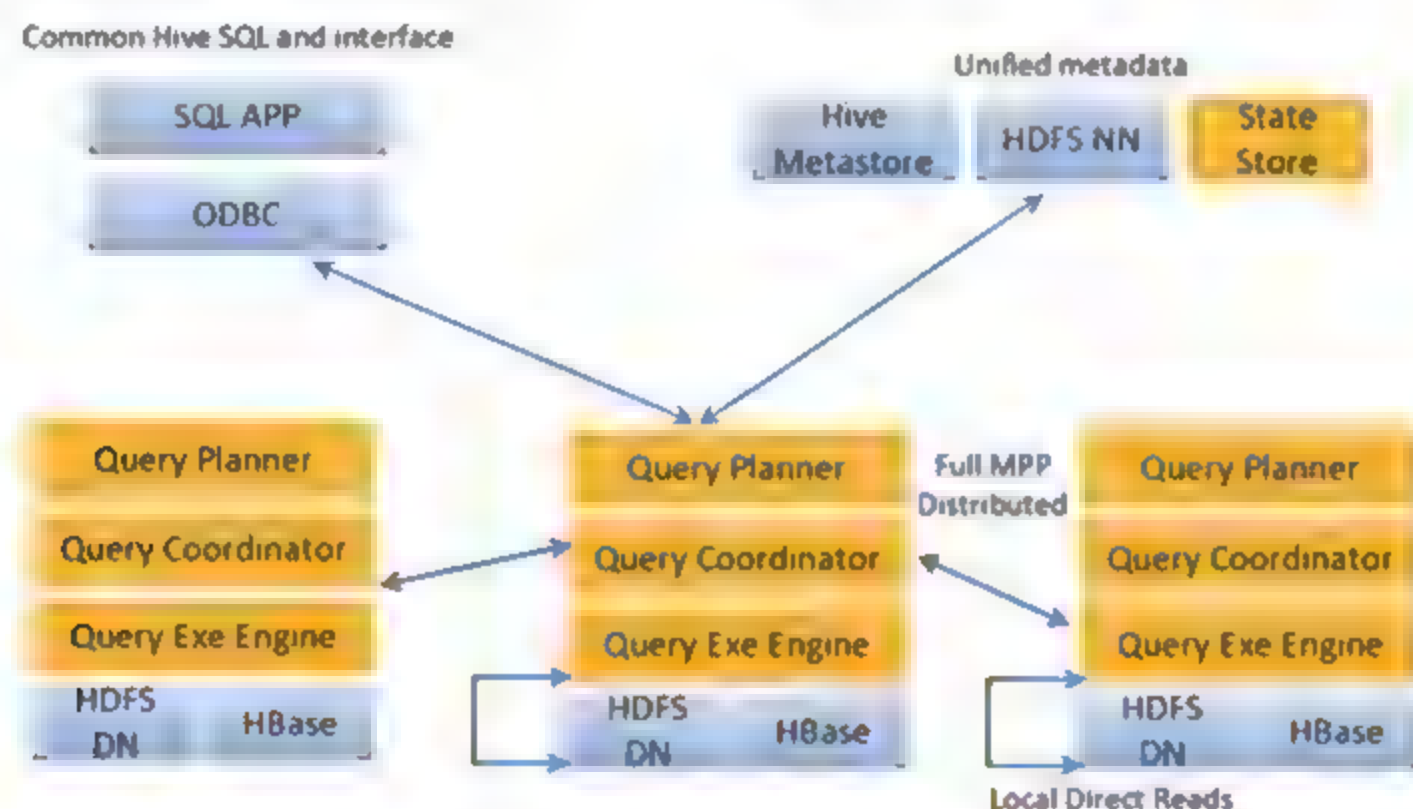 Common Hive SQL and interface
SQL APP
ODBC
Unified metadata
Hive
Metastore
HDFS NN
State
Store
Query Planner
Query Coordinator
Query Exe Engine
HDFS
DN
HBase
Query Planner
Query Coordinator
Query Exe Engine
HDFS
DN
HBase
Full MPP
Distributed
Query Planner
Query Coordinator
Query Exe Engine
HDFS
DN
HBase
Local Direct Reads